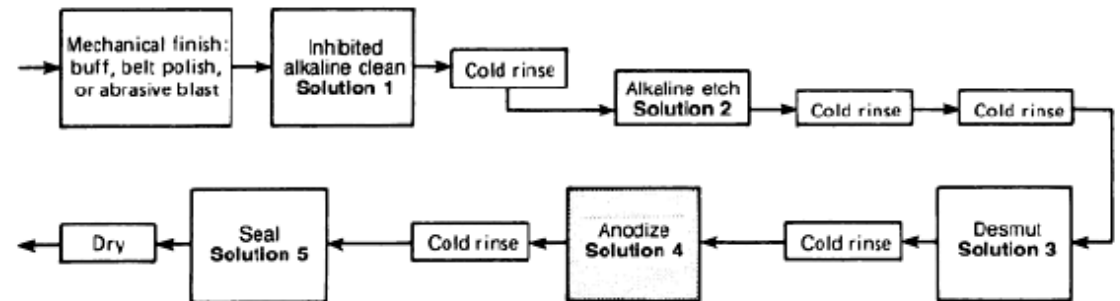 Mechanical finish:
buff, belt polish,
or abrasive blast
Inhibited
alkaline clean
Solution 1
Cold rinse
Alkaline etch
Solution 2
Cold rinse
Cold rinse
Desmut
Solution 3
Cold rinse
Anodize
Solution 4
Cold rinse
Seal
Solution 5
Dry